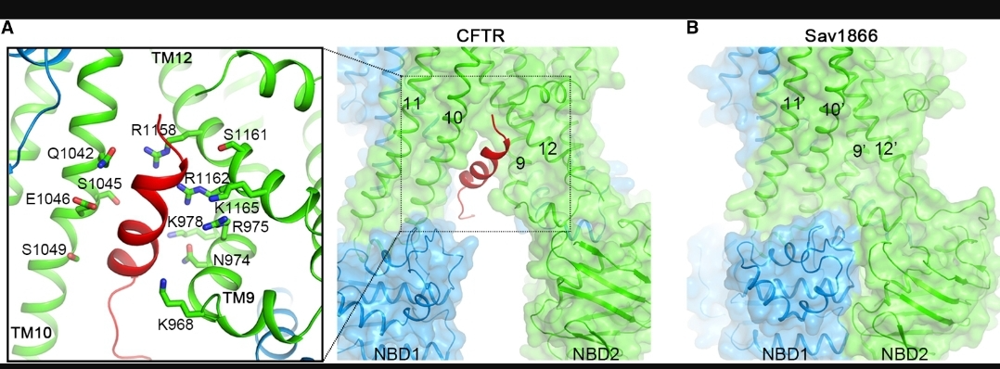 A
CFTR
B
Sav1866
TM12
R1158
S1161
Q1042
S1045
R1162
E1046
K1165
K978
R975
S1049
N974
TM9
K968
TM10
11
10
12
9
NBD1
NBD2
11’
10’
9’ 12’
NBD1
NBD2